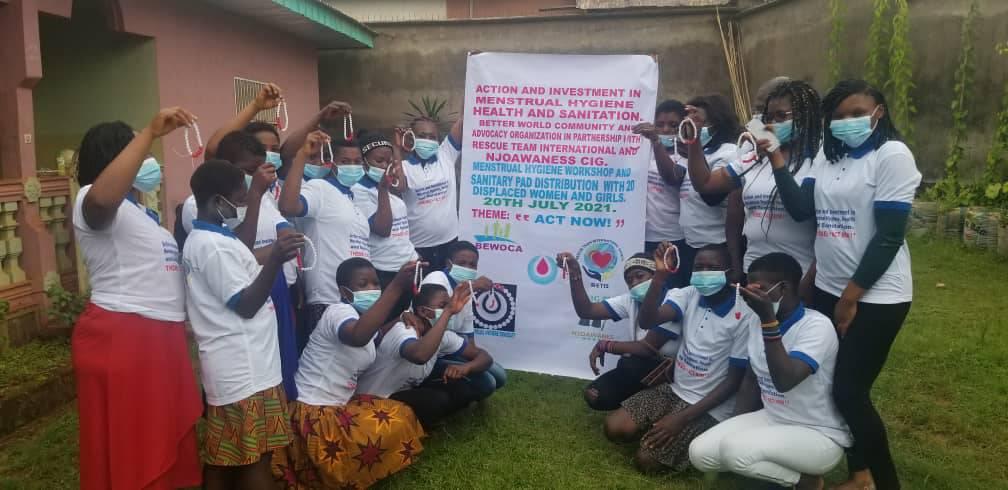 ACTION AND INVESTMENT IN
MENSTRUAL HYGIENE
HEALTH AND SANITATION.
BETTER WORLD COMMUNITY AND
ADVOCACY ORGANIZATION IN PARTNERSHIP WITH
RESCUE TEAM INTERNATIONAL AND
NJOAWANESS CIG.
MENSTRUAL HYGIENE WORKSHOP AND
SANITARY PAD DISTRIBUTION WITH 20
DISPLACED WOMEN AND GIRLS.
20TH JULY 2021.
THEME: “ ACT NOW! ”
BEWOCA
NJOAWANESS
SECUR